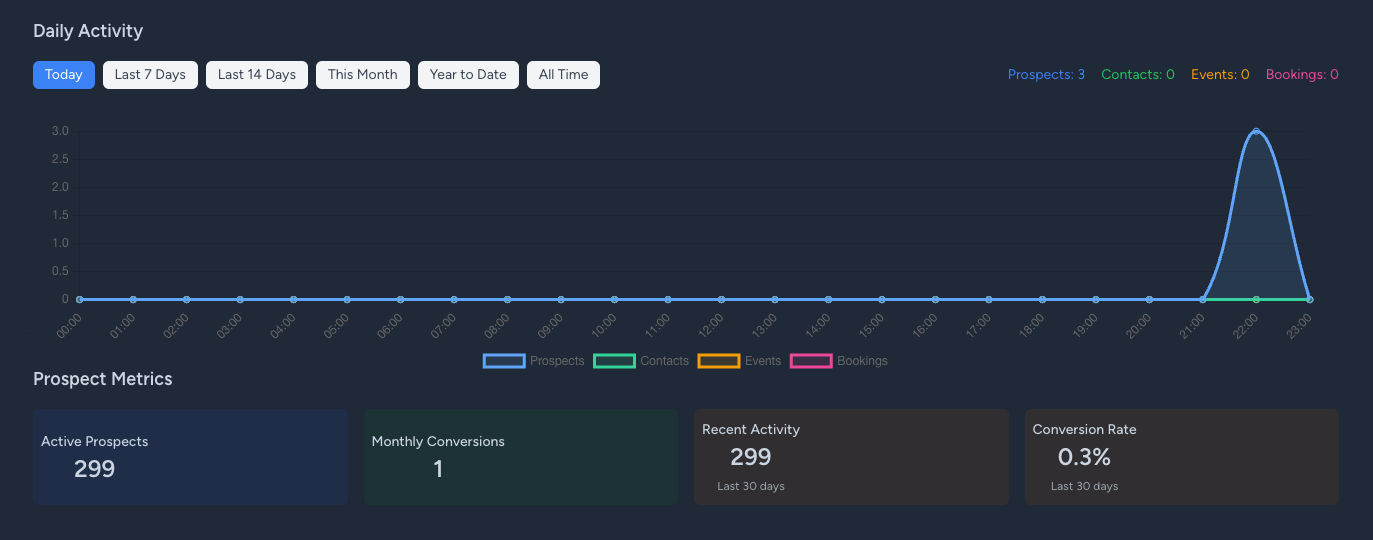 Daily Activity
Today Last 7 Days Last 14 Days This Month Year to Date All Time Prospects: 3 Contacts: 0 Events: 0 Bookings: 0
3.0
2.5
2.0
1.5
1.0
0.5
0
00:00 01:00 02:00 03:00 04:00 05:00 06:00 07:00 08:00 09:00 10:00 11:00 12:00 13:00 14:00 15:00 16:00 17:00 18:00 19:00 20:00 21:00 22:00 23:00
Prospects Contacts Events Bookings
Prospect Metrics
Active Prospects
299
Monthly Conversions
1
Recent Activity
299
Last 30 days
Conversion Rate
0.3%
Last 30 days